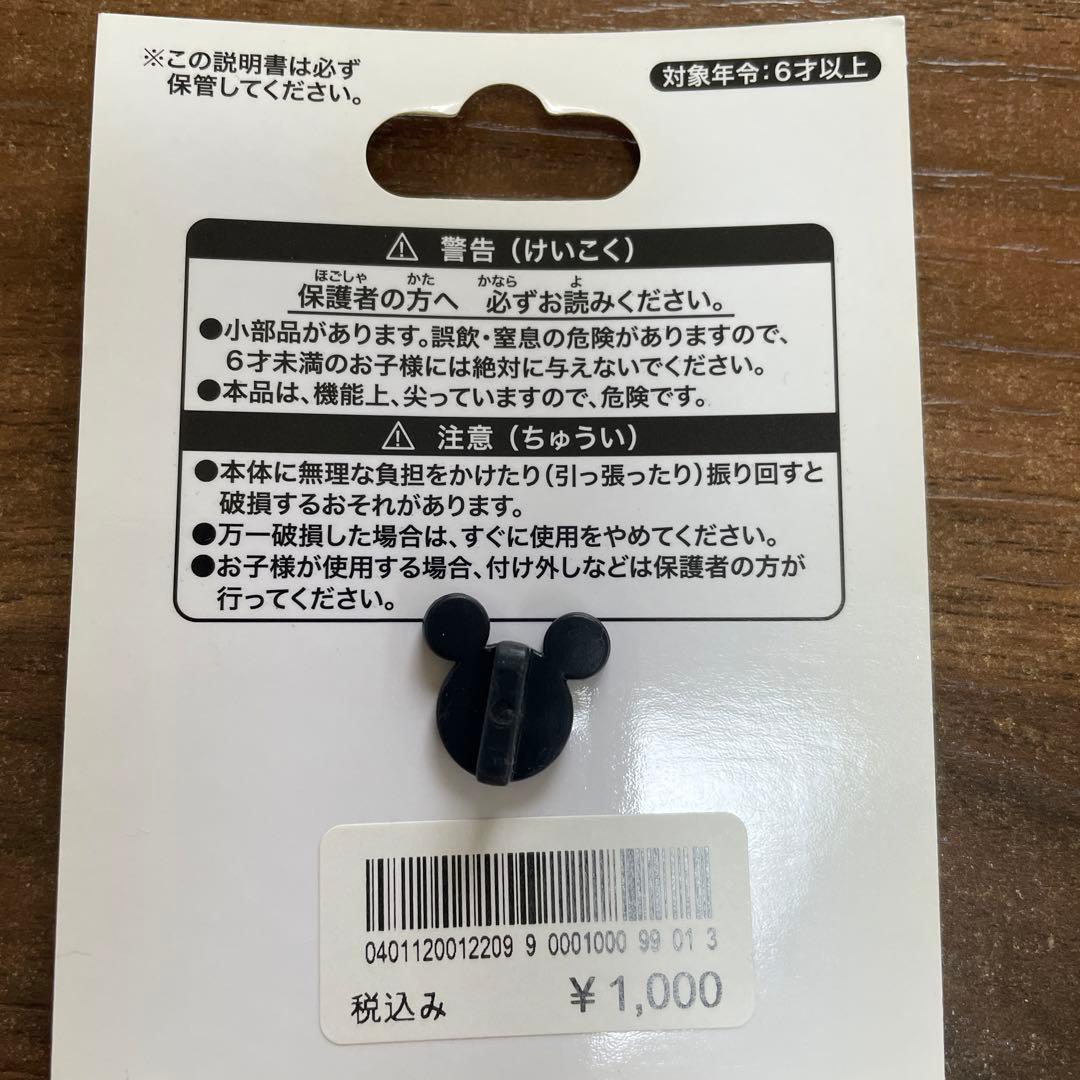 ※この説明書は必ず
保管してください。
対象年令:6才以上
⚠ 警告（けいこく）
ほごしゃ かた かなら よ
保護者の方へ 必ずお読みください。
●小部品があります。誤飲・窒息の危険がありますので、
6才未満のお子様には絶対に与えないでください。
●本品は、機能上、尖っていますので、危険です。
⚠ 注意（ちゅうい）
●本体に無理な負担をかけたり（引っ張ったり）振り回すと
破損するおそれがあります。
●万一破損した場合は、すぐに使用をやめてください。
●お子様が使用する場合、付け外しなどは保護者の方が
行ってください。
0401120012209 9 0001000 99 01 3
税込み ¥1,000